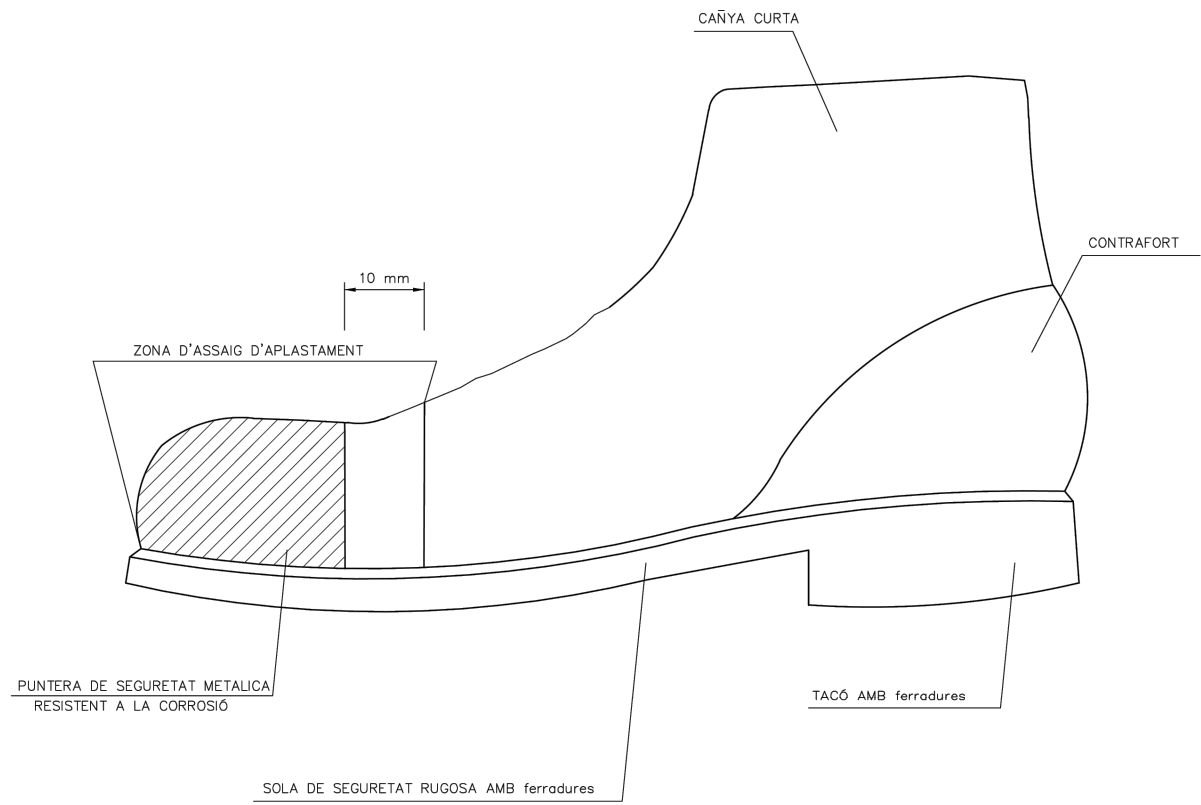 CAÑYA CURTA
CONTRAFORT
10 mm
ZONA D'ASSAIG D'APLASTAMENT
PUNTERA DE SEGURETAT METALICA
RESISTENT A LA CORROSIÓ
TACÓ AMB ferradures
SOLA DE SEGURETAT RUGOSA AMB ferradures